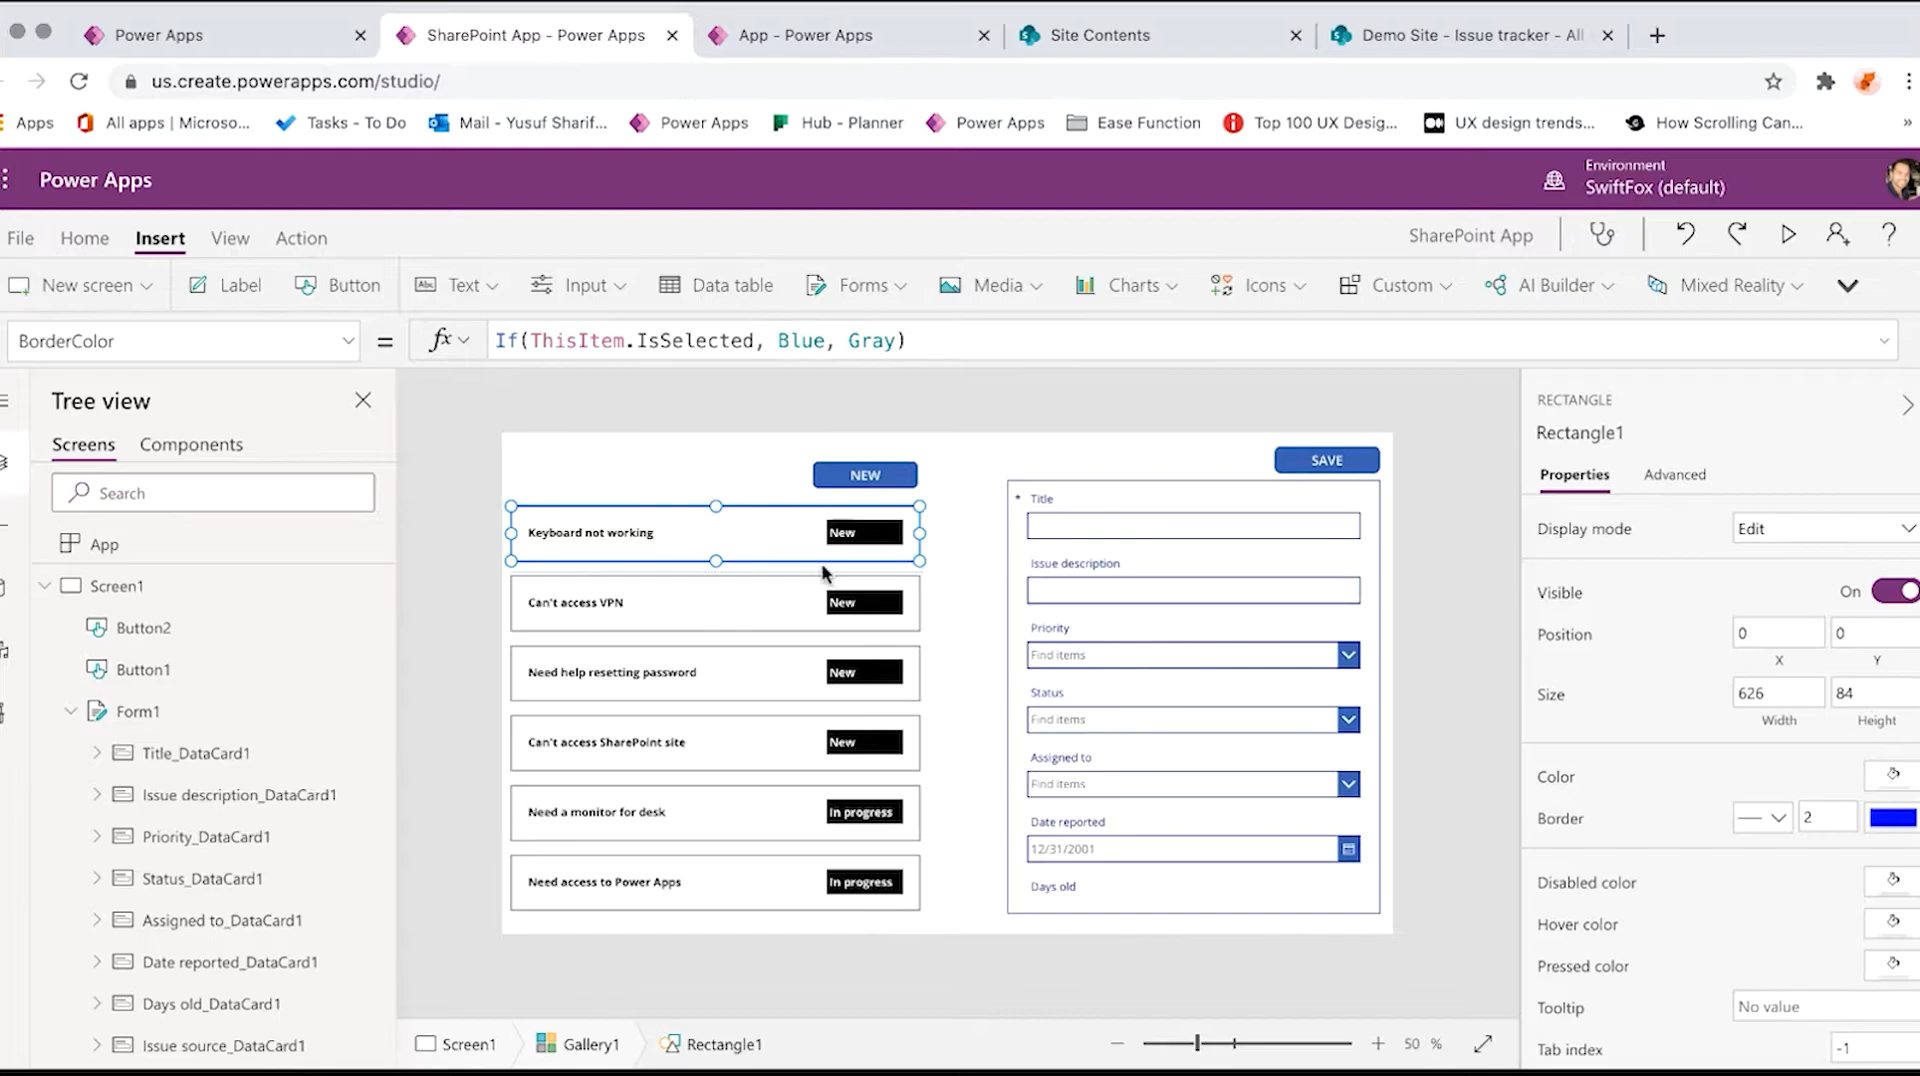 Power Apps
SharePoint App - Power Apps
App - Power Apps
Site Contents
Demo Site - Issue tracker - All
us.create.powerapps.com/studio/
Apps
All apps | Microso...
Tasks - To Do
Mail - Yusuf Sharif...
Power Apps
Hub - Planner
Power Apps
Ease Function
Top 100 UX Desig...
UX design trends...
How Scrolling Can...
»
Power Apps
Environment
SwiftFox (default)
File
Home
Insert
View
Action
SharePoint App
New screen
Label
Button
Text
Input
Data table
Forms
Media
Charts
Icons
Custom
AI Builder
Mixed Reality
BorderColor
=
fx
If(ThisItem.IsSelected, Blue, Gray)
Tree view
Screens
Components
Search
App
Screen1
Button2
Button1
Form1
Title_DataCard1
Issue description_DataCard1
Priority_DataCard1
Status_DataCard1
Assigned to_DataCard1
Date reported_DataCard1
Days old_DataCard1
Issue source_DataCard1
NEW
Keyboard not working
New
Can't access VPN
New
Need help resetting password
New
Can't access SharePoint site
New
Need a monitor for desk
In progress
Need access to Power Apps
In progress
SAVE
* Title
Issue description
Priority
Find items
Status
Find items
Assigned to
Find items
Date reported
12/31/2001
Days old
Screen1
Gallery1
Rectangle1
50 %
RECTANGLE
Rectangle1
Properties
Advanced
Display mode
Edit
Visible
On
Position
0
0
X
Y
Size
626
84
Width
Height
Color
Border
2
Disabled color
Hover color
Pressed color
Tooltip
No value
Tab index
-1